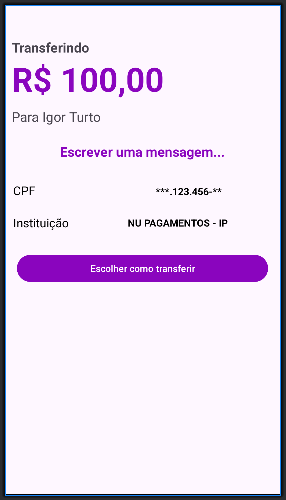 Transferindo
R$ 100,00
Para Igor Turto
Escrever uma mensagem...
CPF ***.123.456-**
Instituição NU PAGAMENTOS - IP
Escolher como transferir